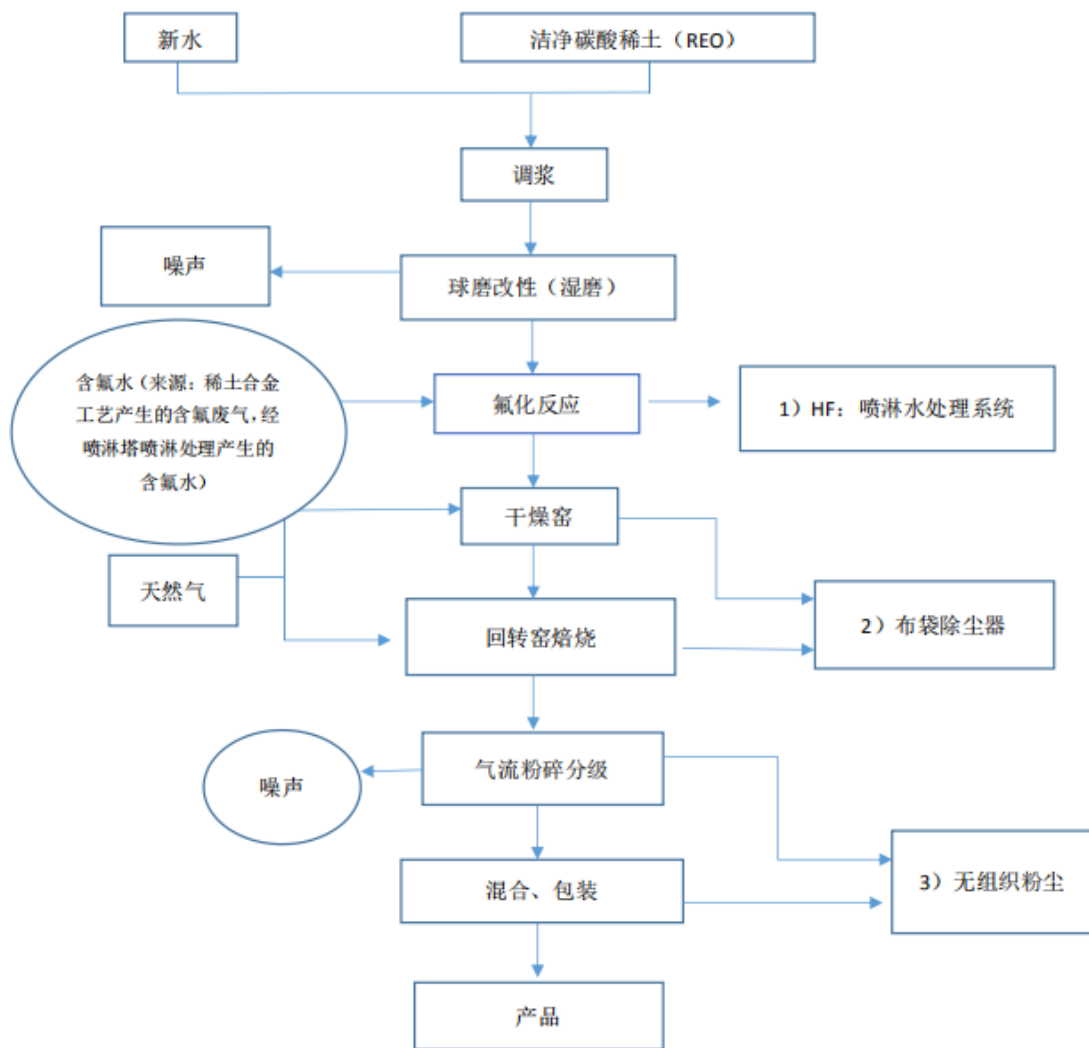 新水
洁净碳酸稀土（REO）
调浆
噪声
球磨改性（湿磨）
含氟水（来源：稀土合金
工艺产生的含氟废气，经
喷淋塔喷淋处理产生的
含氟水）
氟化反应
1）HF：喷淋水处理系统
干燥窑
天然气
回转窑焙烧
2）布袋除尘器
噪声
气流粉碎分级
混合、包装
3）无组织粉尘
产品